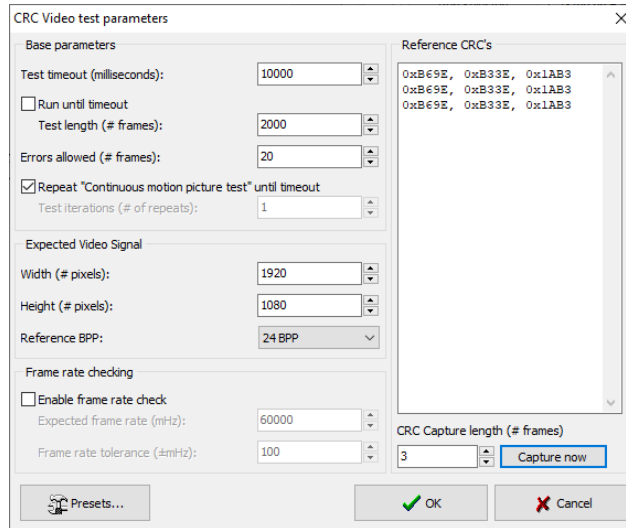 CRC Video test parameters
Base parameters
Test timeout (milliseconds): 10000
Run until timeout
Test length (# frames): 2000
Errors allowed (# frames): 20
Repeat "Continuous motion picture test" until timeout
Test iterations (# of repeats): 1
Expected Video Signal
Width (# pixels): 1920
Height (# pixels): 1080
Reference BPP: 24 BPP
Frame rate checking
Enable frame rate check
Expected frame rate (mHz): 60000
Frame rate tolerance (±mHz): 100
Reference CRC's
0xB69E, 0xB33E, 0x1AB3
0xB69E, 0xB33E, 0x1AB3
0xB69E, 0xB33E, 0x1AB3
CRC Capture length (# frames)
3 Capture now
Presets... OK Cancel